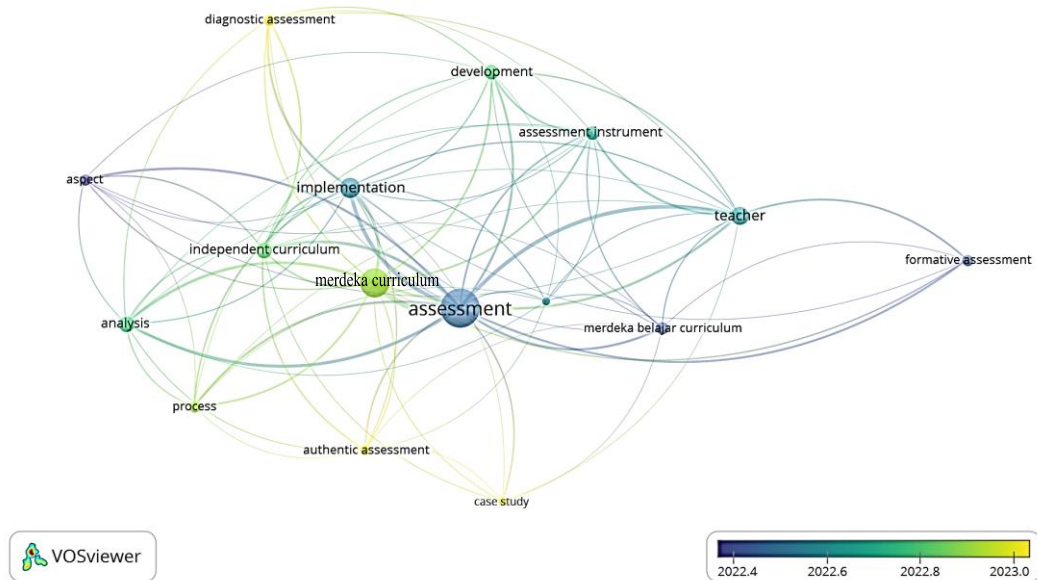 diagnostic assessment
development
assessment instrument
aspect
implementation
teacher
independent curriculum
formative assessment
merdeka curriculum
assessment
analysis
merdeka belajar curriculum
process
authentic assessment
case study
VOSviewer
2022.4 2022.6 2022.8 2023.0